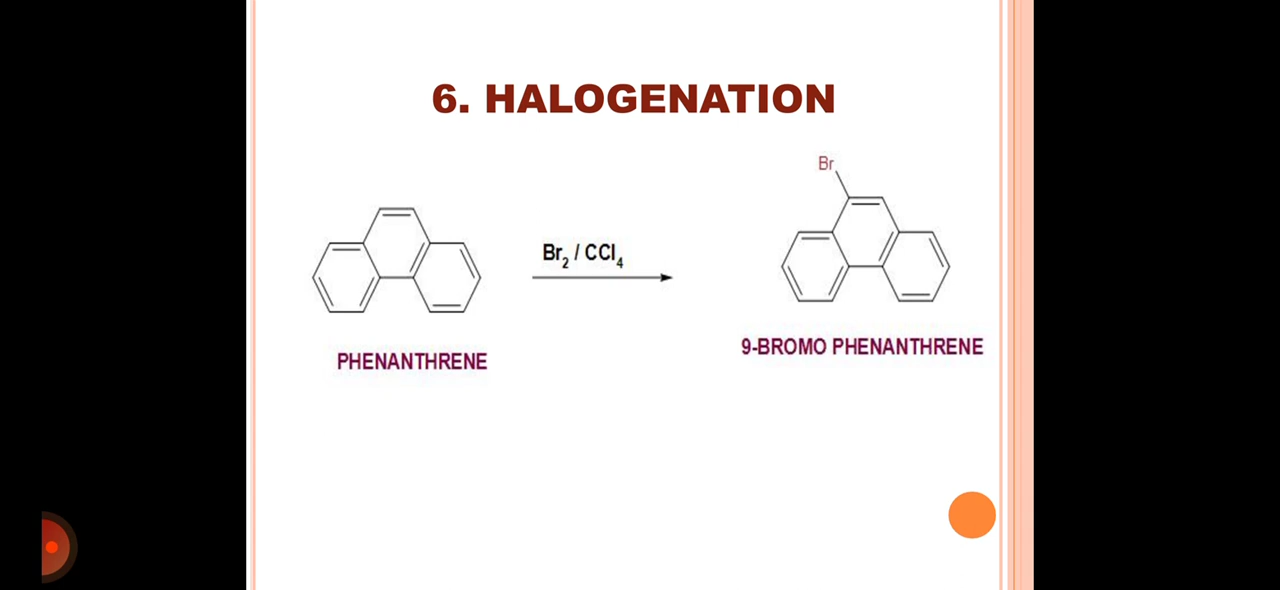 6. HALOGENATION
Br
Br2 / CCl4
PHENANTHRENE
9-BROMO PHENANTHRENE